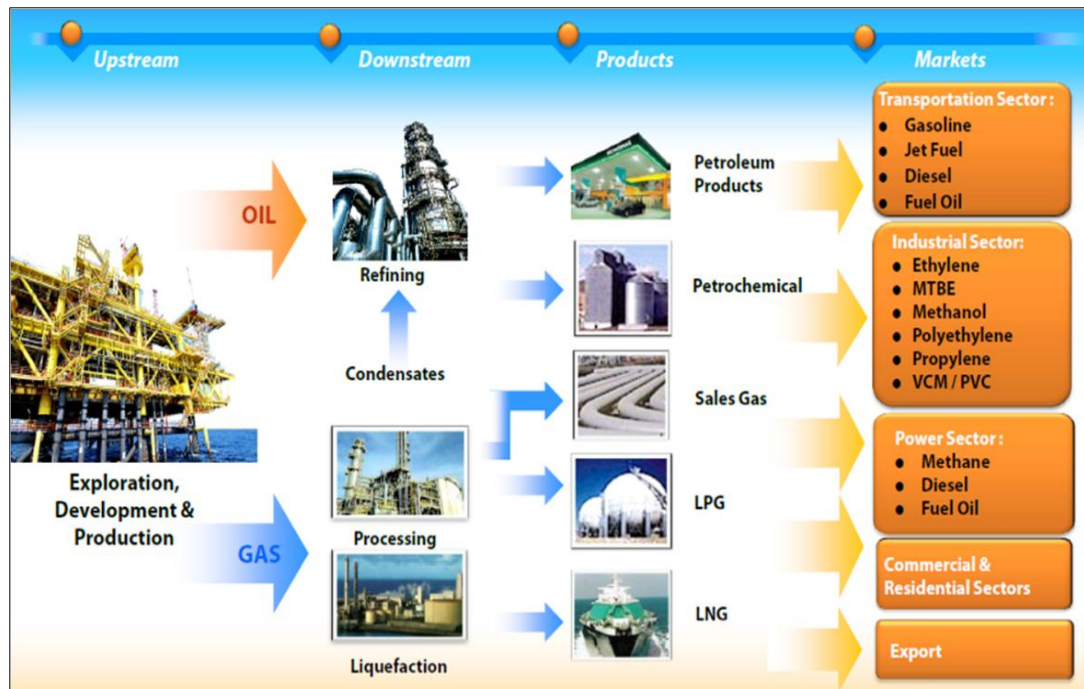 Upstream
Downstream
Products
Markets
OIL
Exploration,
Development &
Production
GAS
Refining
Condensates
Processing
Liquefaction
Petroleum
Products
Petrochemical
Sales Gas
LPG
LNG
Transportation Sector :
● Gasoline
● Jet Fuel
● Diesel
● Fuel Oil
Industrial Sector:
● Ethylene
● MTBE
● Methanol
● Polyethylene
● Propylene
● VCM / PVC
Power Sector :
● Methane
● Diesel
● Fuel Oil
Commercial &
Residential Sectors
Export